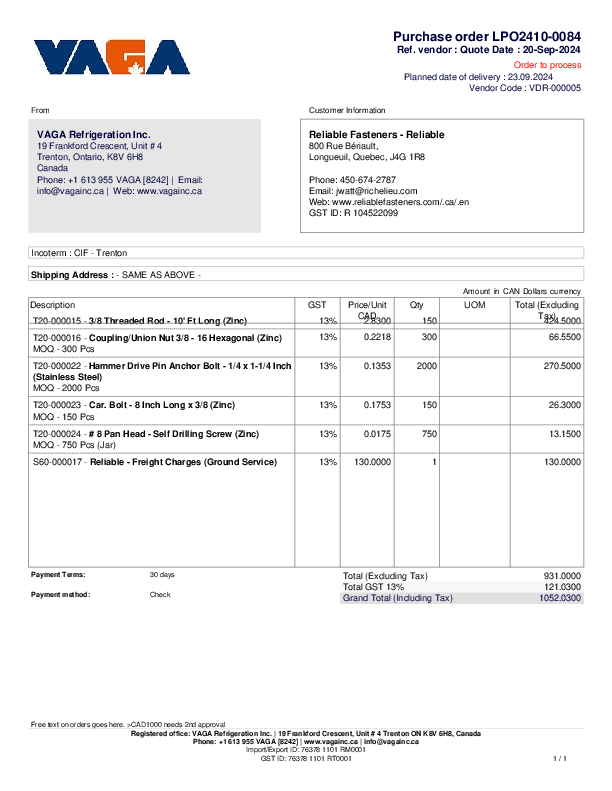 VAGA
Purchase order LPO2410-0084
Ref. vendor : Quote Date : 20-Sep-2024
Order to process
Planned date of delivery : 23.09.2024
Vendor Code : VDR-000005
From
Customer Information
VAGA Refrigeration Inc.
19 Frankford Crescent, Unit # 4
Trenton, Ontario, K8V 6H8
Canada
Phone: +1 613 955 VAGA [8242] | Email:
info@vagainc.ca | Web: www.vagainc.ca
Reliable Fasteners - Reliable
800 Rue Bériault,
Longueuil, Quebec, J4G 1R8
Phone: 450-674-2787
Email: jwatt@richelieu.com
Web: www.reliablefasteners.com/.ca/.en
GST ID: R 104522099
Incoterm : CIF - Trenton
Shipping Address : - SAME AS ABOVE -
Amount in CAN Dollars currency
Description GST Price/Unit CAD Qty UOM Total (Excluding Tax)
T20-000015 - 3/8 Threaded Rod - 10' Ft Long (Zinc) 13% 2.8300 150 424.5000
T20-000016 - Coupling/Union Nut 3/8 - 16 Hexagonal (Zinc) 13% 0.2218 300 66.5500
MOQ - 300 Pcs
T20-000022 - Hammer Drive Pin Anchor Bolt - 1/4 x 1-1/4 Inch 13% 0.1353 2000 270.5000
(Stainless Steel)
MOQ - 2000 Pcs
T20-000023 - Car. Bolt - 8 Inch Long x 3/8 (Zinc) 13% 0.1753 150 26.3000
MOQ - 150 Pcs
T20-000024 - # 8 Pan Head - Self Drilling Screw (Zinc) 13% 0.0175 750 13.1500
MOQ - 750 Pcs (Jar)
S60-000017 - Reliable - Freight Charges (Ground Service) 13% 130.0000 1 130.0000
Payment Terms: 30 days
Payment method: Check
Total (Excluding Tax) 931.0000
Total GST 13% 121.0300
Grand Total (Including Tax) 1052.0300
Free text on orders goes here. >CAD1000 needs 2nd approval
Registered office: VAGA Refrigeration Inc. | 19 Frankford Crescent, Unit # 4 Trenton ON K8V 6H8, Canada
Phone: +1 613 955 VAGA [8242] | www.vagainc.ca | info@vagainc.ca
Import/Export ID: 76378 1101 RM0001
GST ID: 76378 1101 RT0001
1 / 1